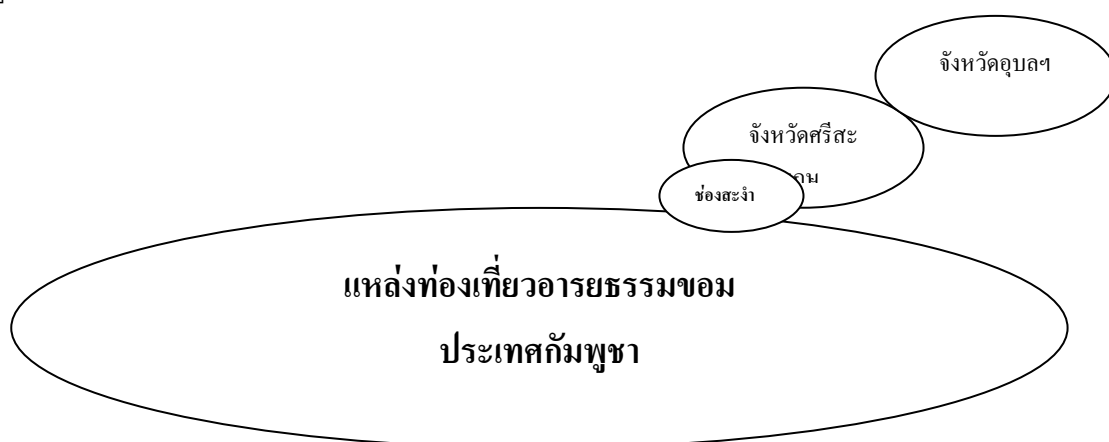 จังหวัดอุบลฯ
จังหวัดศรีสะ
ช่องสะงำ
แหล่งท่องเที่ยวอารยธรรมขอม
ประเทศกัมพูชา